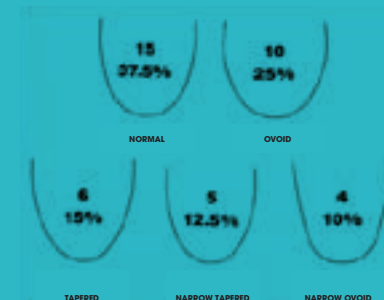 15 10
37.5% 25%
NORMAL OVOID
6 5 4
15% 12.5% 10%
TAPERED NARROW TAPERED NARROW OVOID